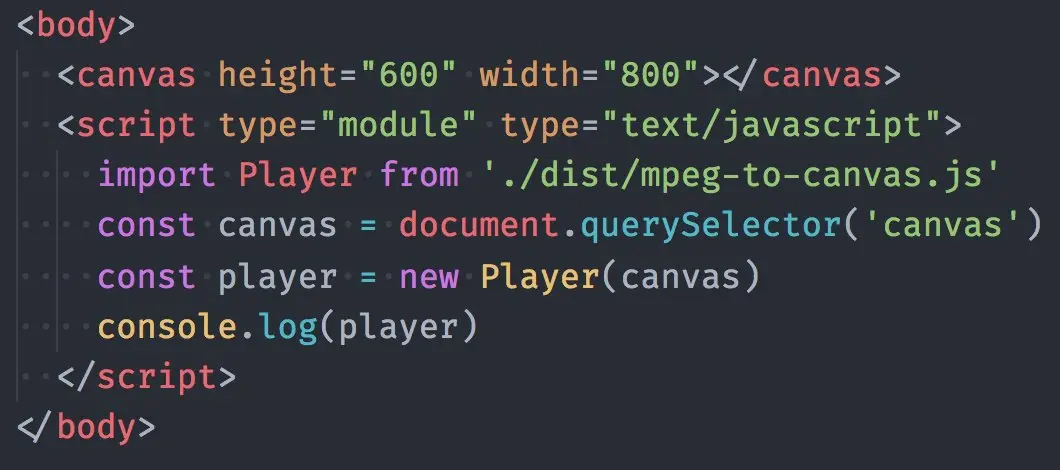 <body>
<canvas height="600" width="800"></canvas>
<script type="module" type="text/javascript">
import Player from './dist/mpeg-to-canvas.js'
const canvas = document.querySelector('canvas')
const player = new Player(canvas)
console.log(player)
</script>
</body>